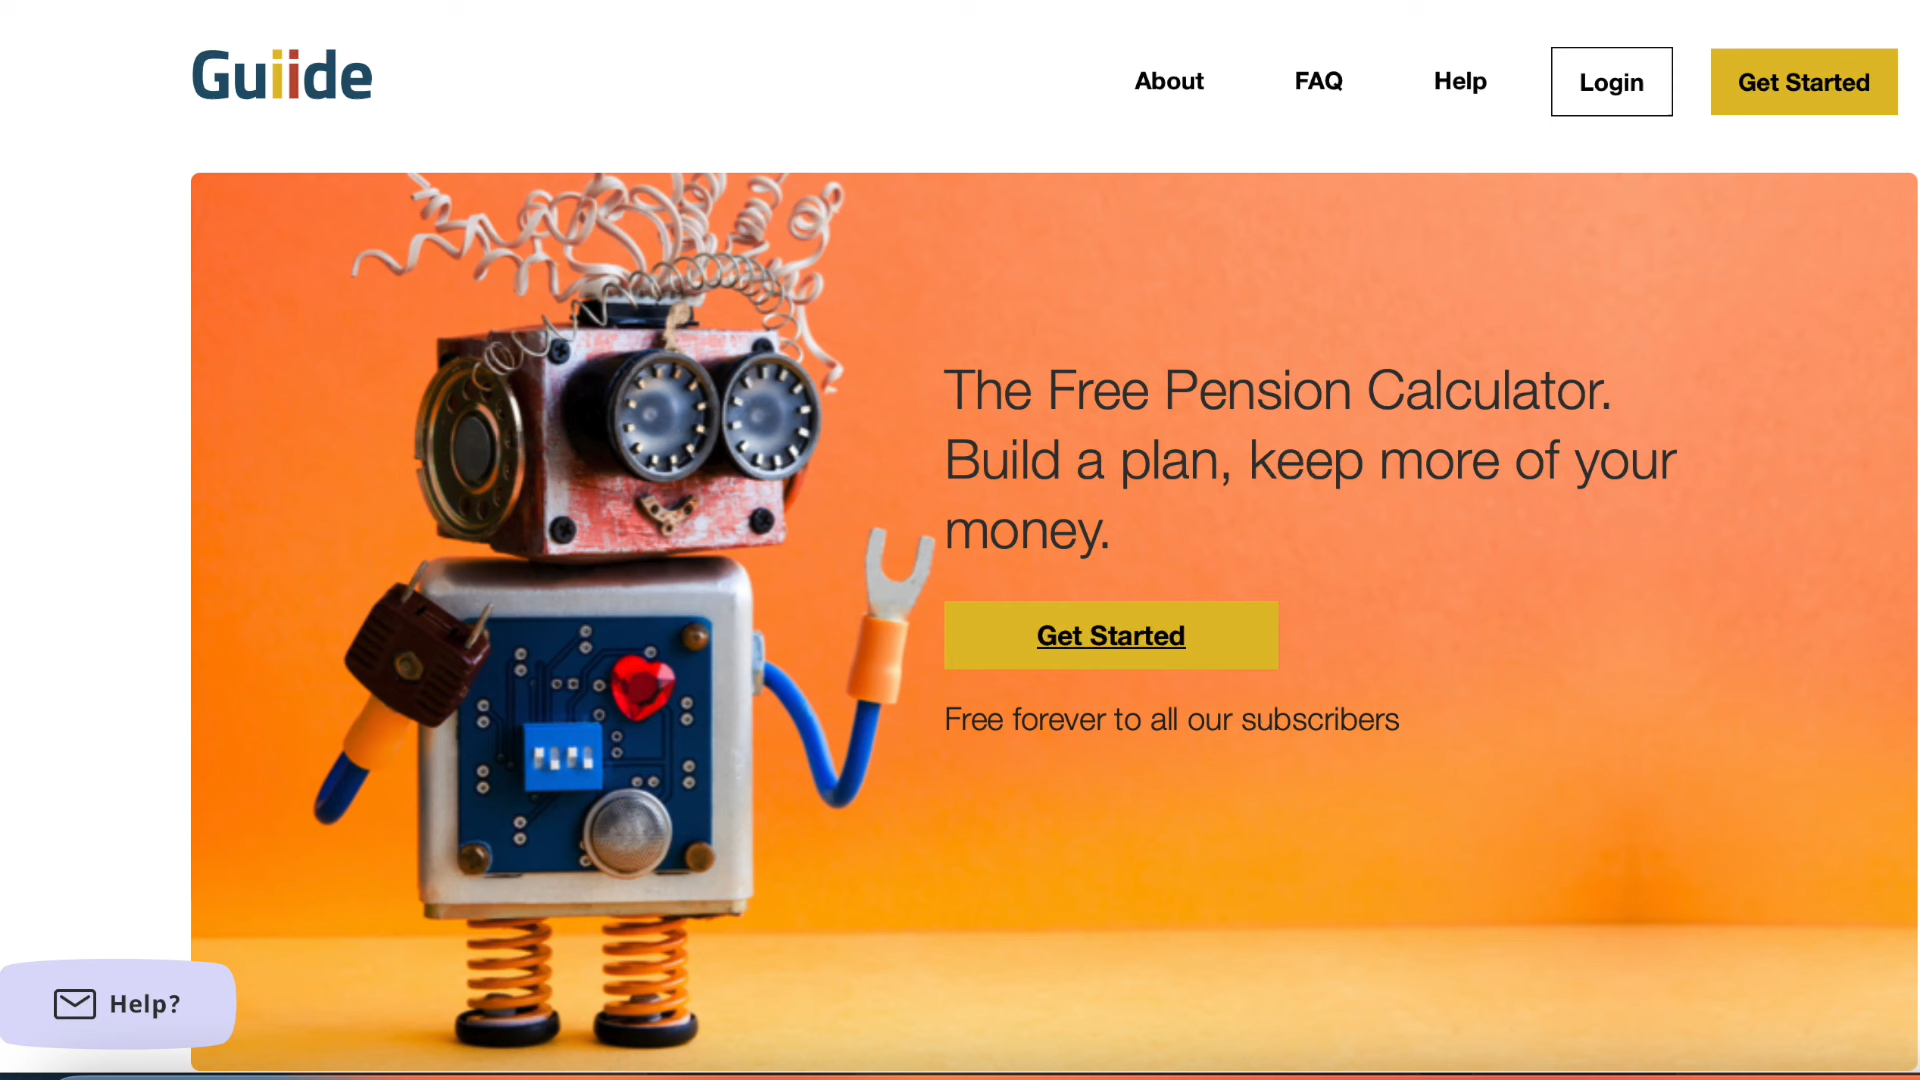 Guiide
About
FAQ
Help
Login
Get Started
The Free Pension Calculator.
Build a plan, keep more of your
money.
Get Started
Free forever to all our subscribers
Help?